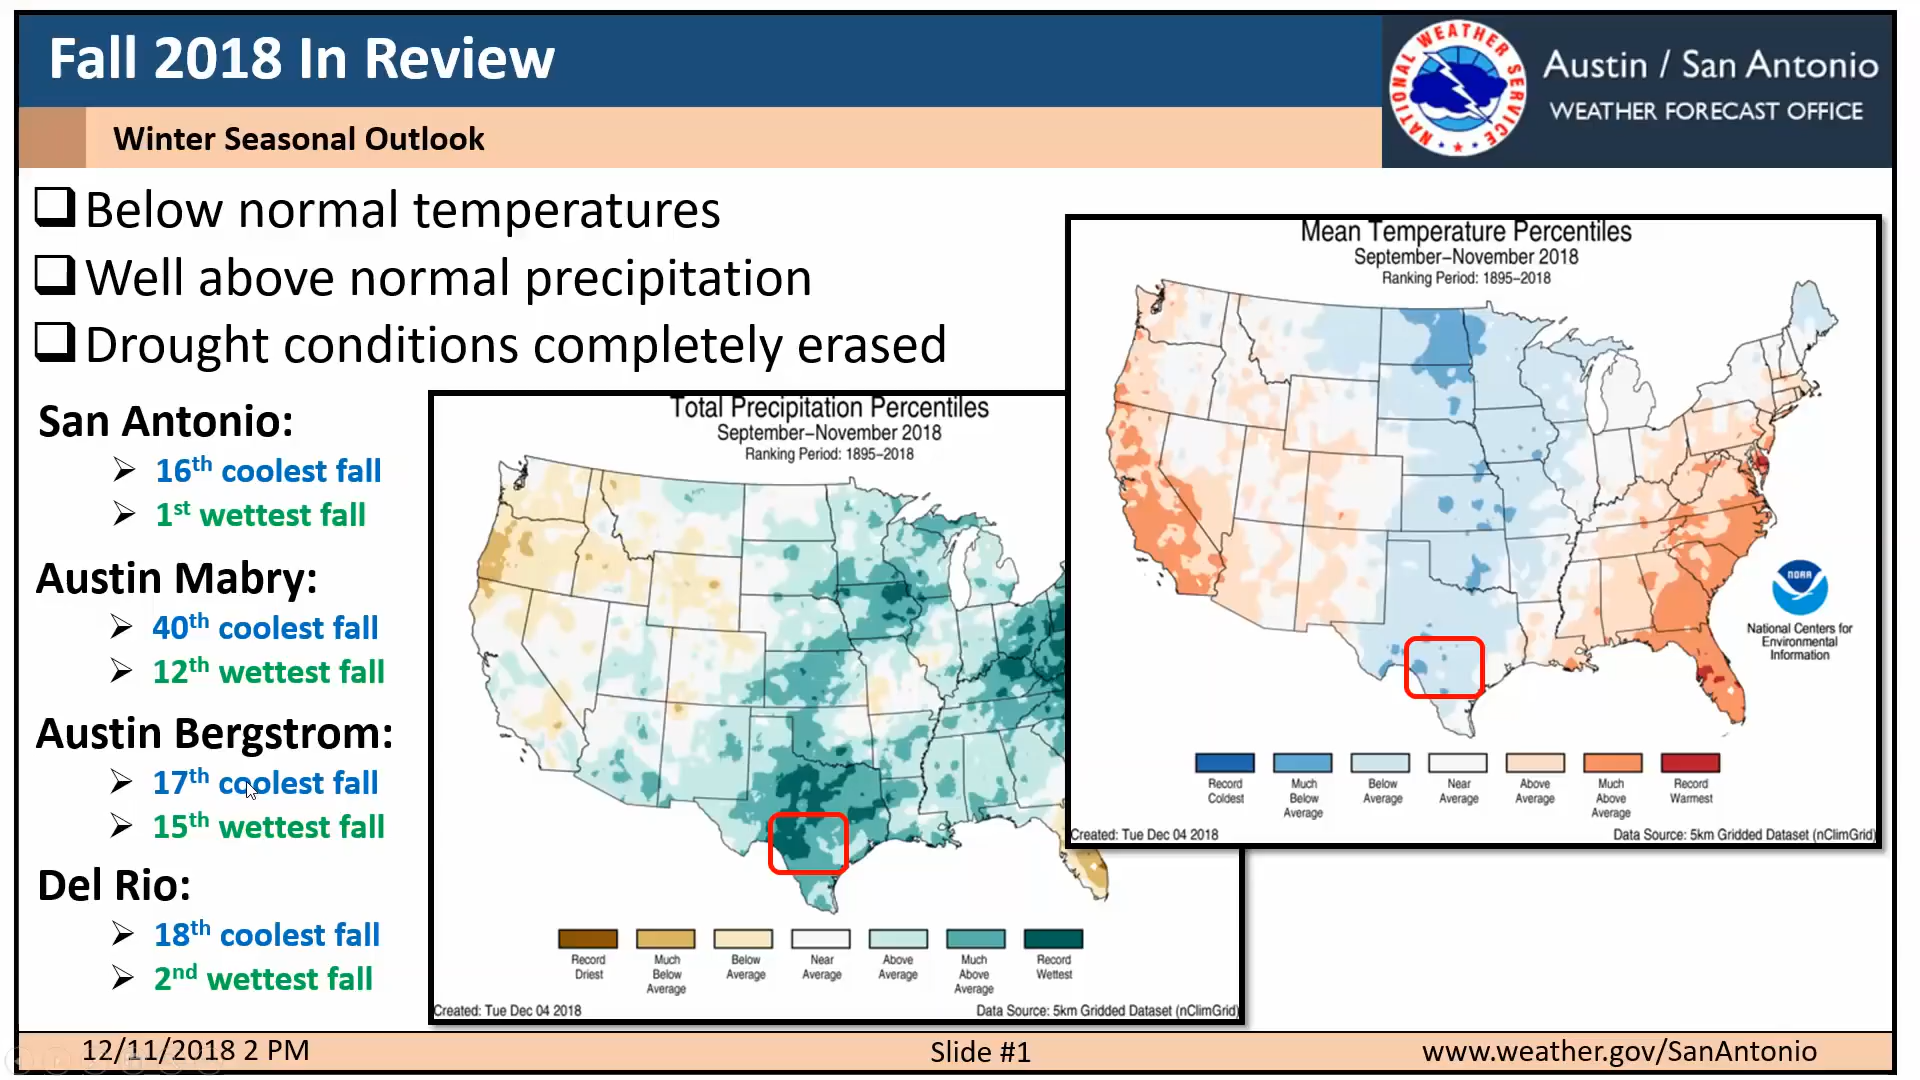 Fall 2018 In Review
Winter Seasonal Outlook
NATIONAL WEATHER SERVICE
Austin / San Antonio
WEATHER FORECAST OFFICE
Below normal temperatures
Well above normal precipitation
Drought conditions completely erased
San Antonio:
16th coolest fall
1st wettest fall
Austin Mabry:
40th coolest fall
12th wettest fall
Austin Bergstrom:
17th coolest fall
15th wettest fall
Del Rio:
18th coolest fall
2nd wettest fall
Total Precipitation Percentiles
September–November 2018
Ranking Period: 1895–2018
Record Driest
Much Below Average
Below Average
Near Average
Above Average
Much Above Average
Record Wettest
Created: Tue Dec 04 2018
Data Source: 5km Gridded Dataset (nClimGrid)
Mean Temperature Percentiles
September–November 2018
Ranking Period: 1895–2018
NOAA
National Centers for
Environmental
Information
Record Coldest
Much Below Average
Below Average
Near Average
Above Average
Much Above Average
Record Warmest
Created: Tue Dec 04 2018
Data Source: 5km Gridded Dataset (nClimGrid)
12/11/2018 2 PM
Slide #1
www.weather.gov/SanAntonio